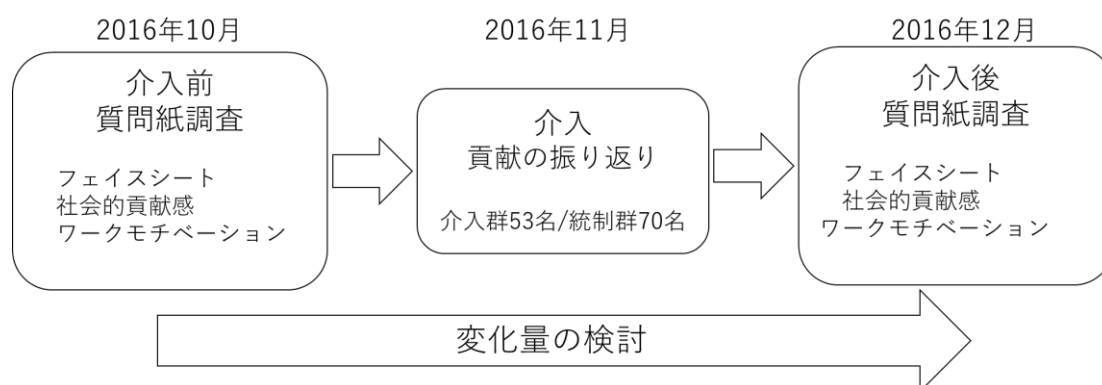 2016年10月
介入前
質問紙調査
フェイスシート
社会的貢献感
ワークモチベーション
2016年11月
介入
貢献の振り返り
介入群53名/統制群70名
2016年12月
介入後
質問紙調査
フェイスシート
社会的貢献感
ワークモチベーション
変化量の検討